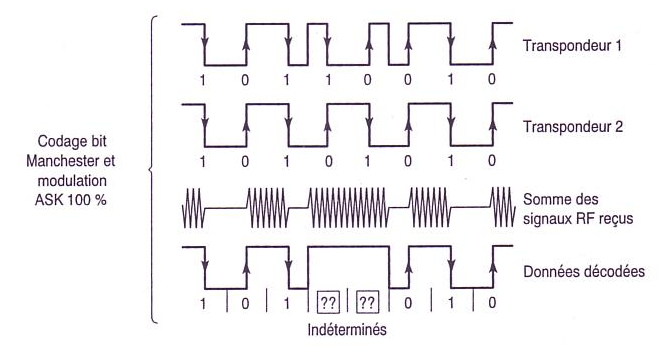 Transpondeur 1
1 0 1 1 0 0 1 0
Transpondeur 2
1 0 1 0 1 0 1 0
Codage bit
Manchester et
modulation
ASK 100 %
Somme des
signaux RF reçus
Données décodées
1 0 1 ?? ?? 0 1 0
Indéterminés